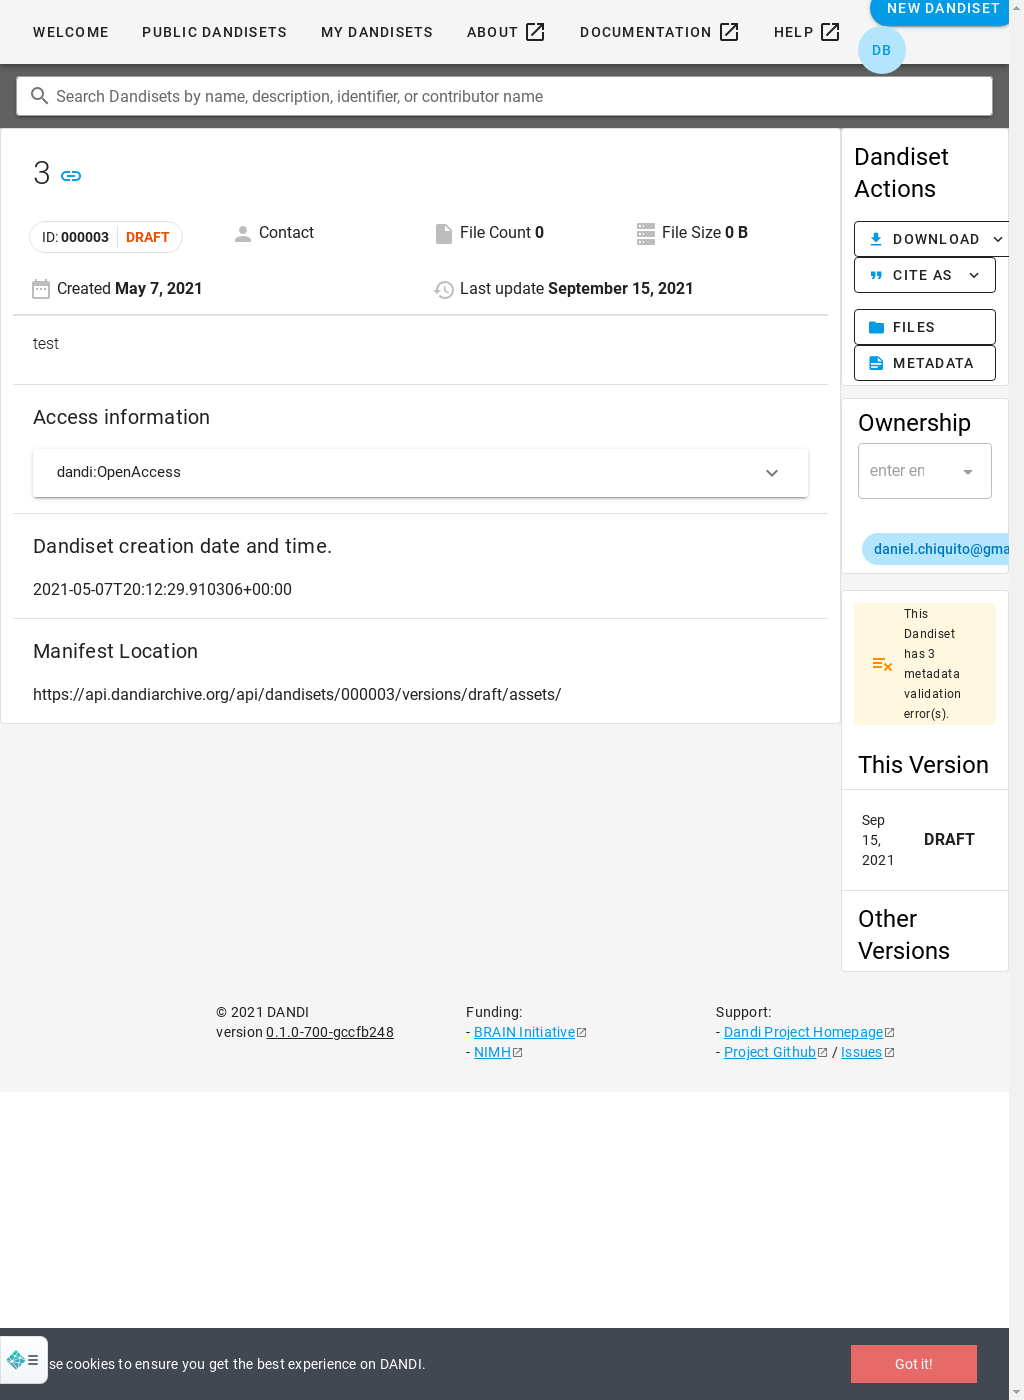 WELCOME PUBLIC DANDISETS MY DANDISETS ABOUT DOCUMENTATION HELP NEW DANDISET
DB
Search Dandisets by name, description, identifier, or contributor name
3
ID: 000003 DRAFT Contact File Count 0 File Size 0 B
Created May 7, 2021 Last update September 15, 2021
test
Access information
dandi:OpenAccess
Dandiset creation date and time.
2021-05-07T20:12:29.910306+00:00
Manifest Location
https://api.dandiarchive.org/api/dandisets/000003/versions/draft/assets/
Dandiset
Actions
DOWNLOAD
CITE AS
FILES
METADATA
Ownership
enter en
daniel.chiquito@gma
This
Dandiset
has 3
metadata
validation
error(s).
This Version
Sep
15,
2021
DRAFT
Other
Versions
© 2021 DANDI
version 0.1.0-700-gccfb248
Funding:
- BRAIN Initiative
- NIMH
Support:
- Dandi Project Homepage
- Project Github / Issues
se cookies to ensure you get the best experience on DANDI.
Got it!